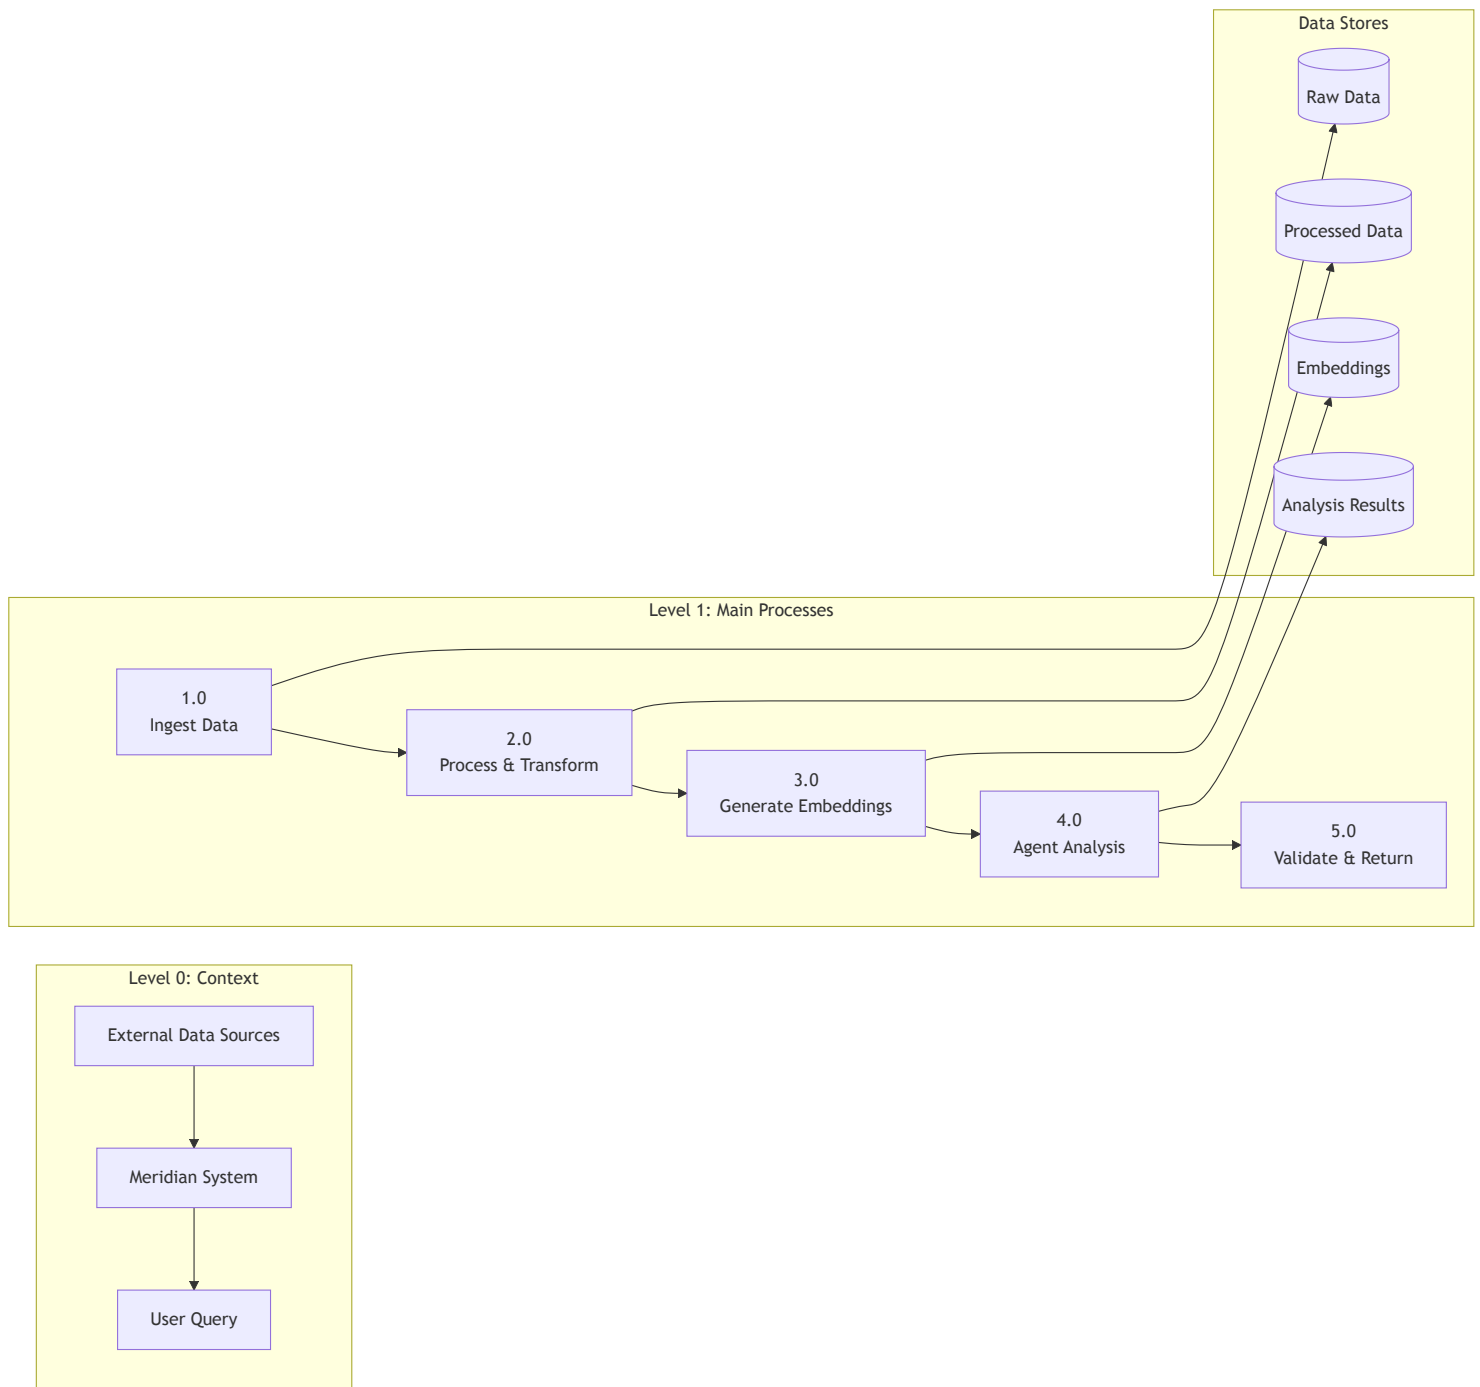 Data Stores
Raw Data
Processed Data
Embeddings
Analysis Results
Level 1: Main Processes
1.0
Ingest Data
2.0
Process & Transform
3.0
Generate Embeddings
4.0
Agent Analysis
5.0
Validate & Return
Level 0: Context
External Data Sources
Meridian System
User Query